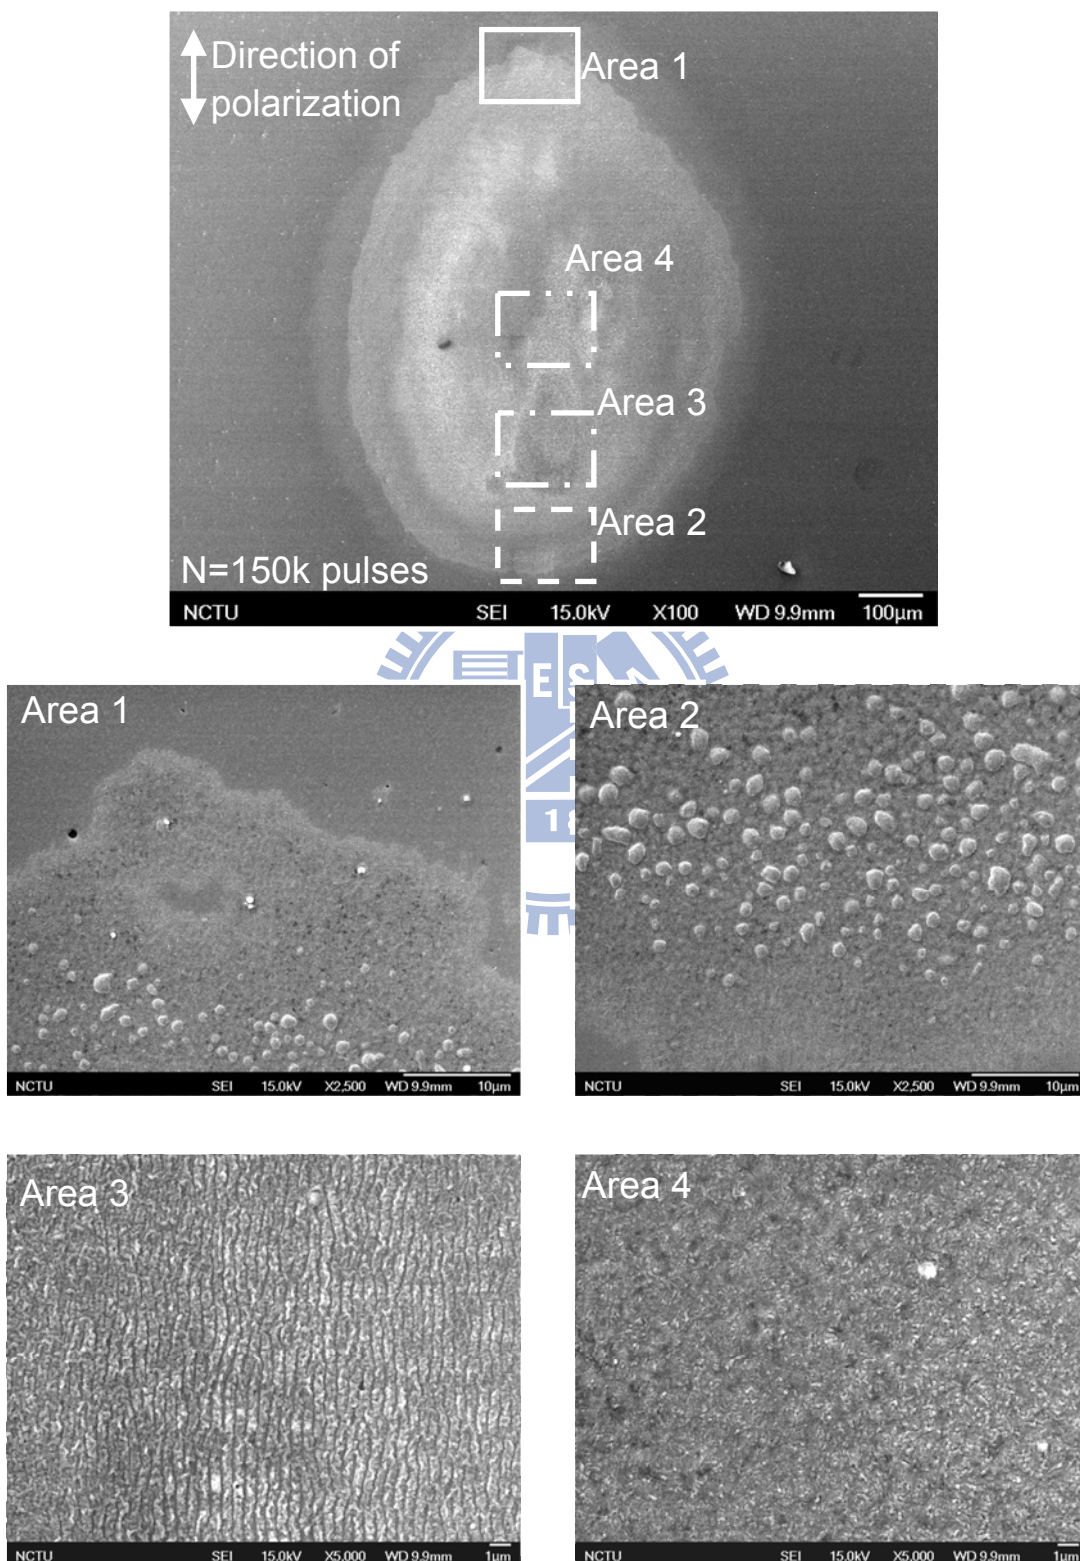 Direction of
polarization
Area 1
Area 4
Area 3
Area 2
N=150k pulses
NCTU SEI 15.0kV X100 WD 9.9mm 100µm
E S
18
Area 1
NCTU SEI 15.0kV X2,500 WD 9.9mm 10µm
Area 2
NCTU SEI 15.0kV X2,500 WD 9.9mm 10µm
Area 3
NCTU SEI 15.0kV X5,000 WD 9.9mm 1µm
Area 4
NCTU SEI 15.0kV X5,000 WD 9.9mm 1µm